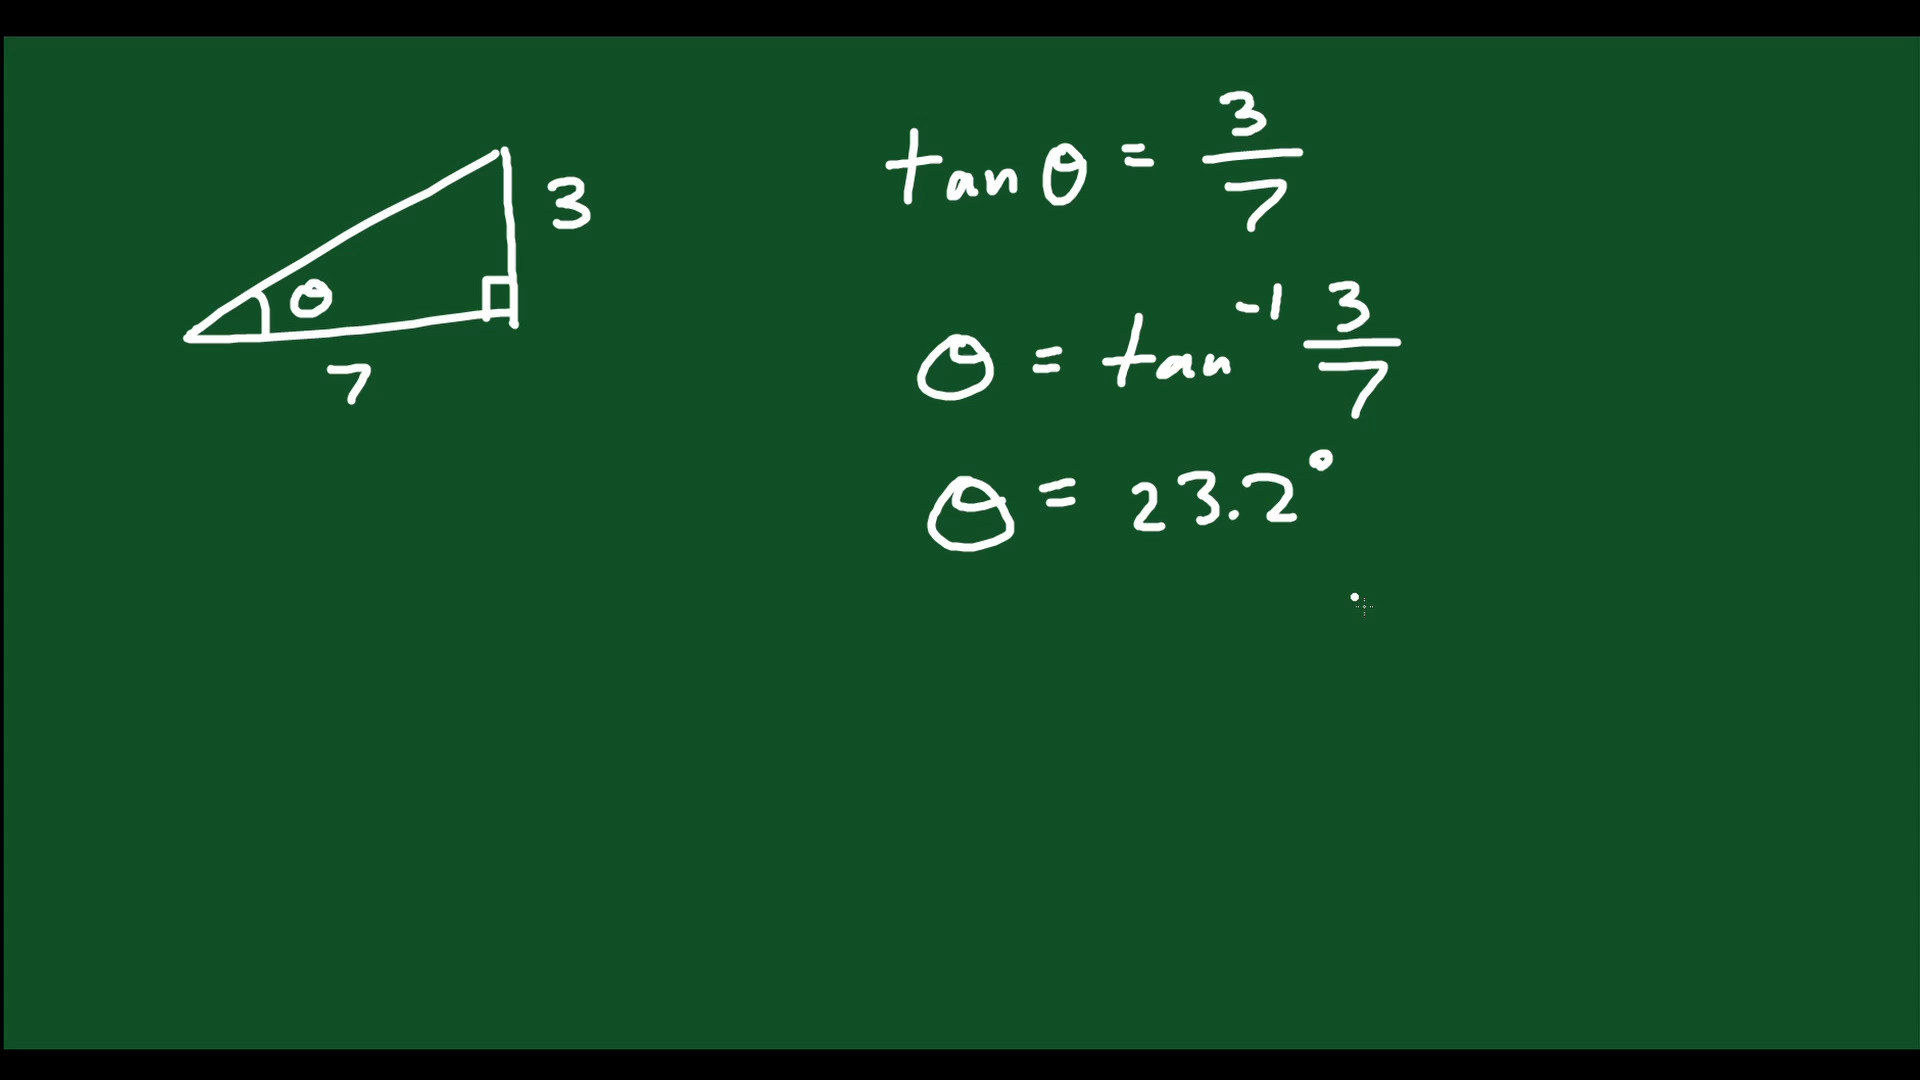 3
θ
7
tan θ = 3/7
θ = tan⁻¹ 3/7
θ = 23.2°